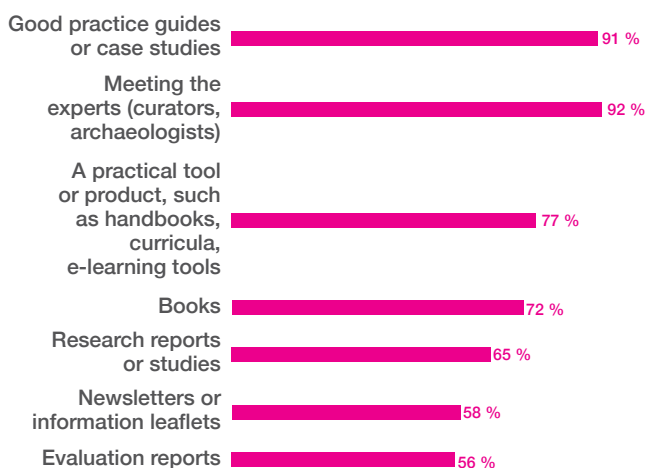 Good practice guides
or case studies
91 %
Meeting the
experts (curators,
archaeologists)
92 %
A practical tool
or product, such
as handbooks,
curricula,
e-learning tools
77 %
Books
72 %
Research reports
or studies
65 %
Newsletters or
information leaflets
58 %
Evaluation reports
56 %